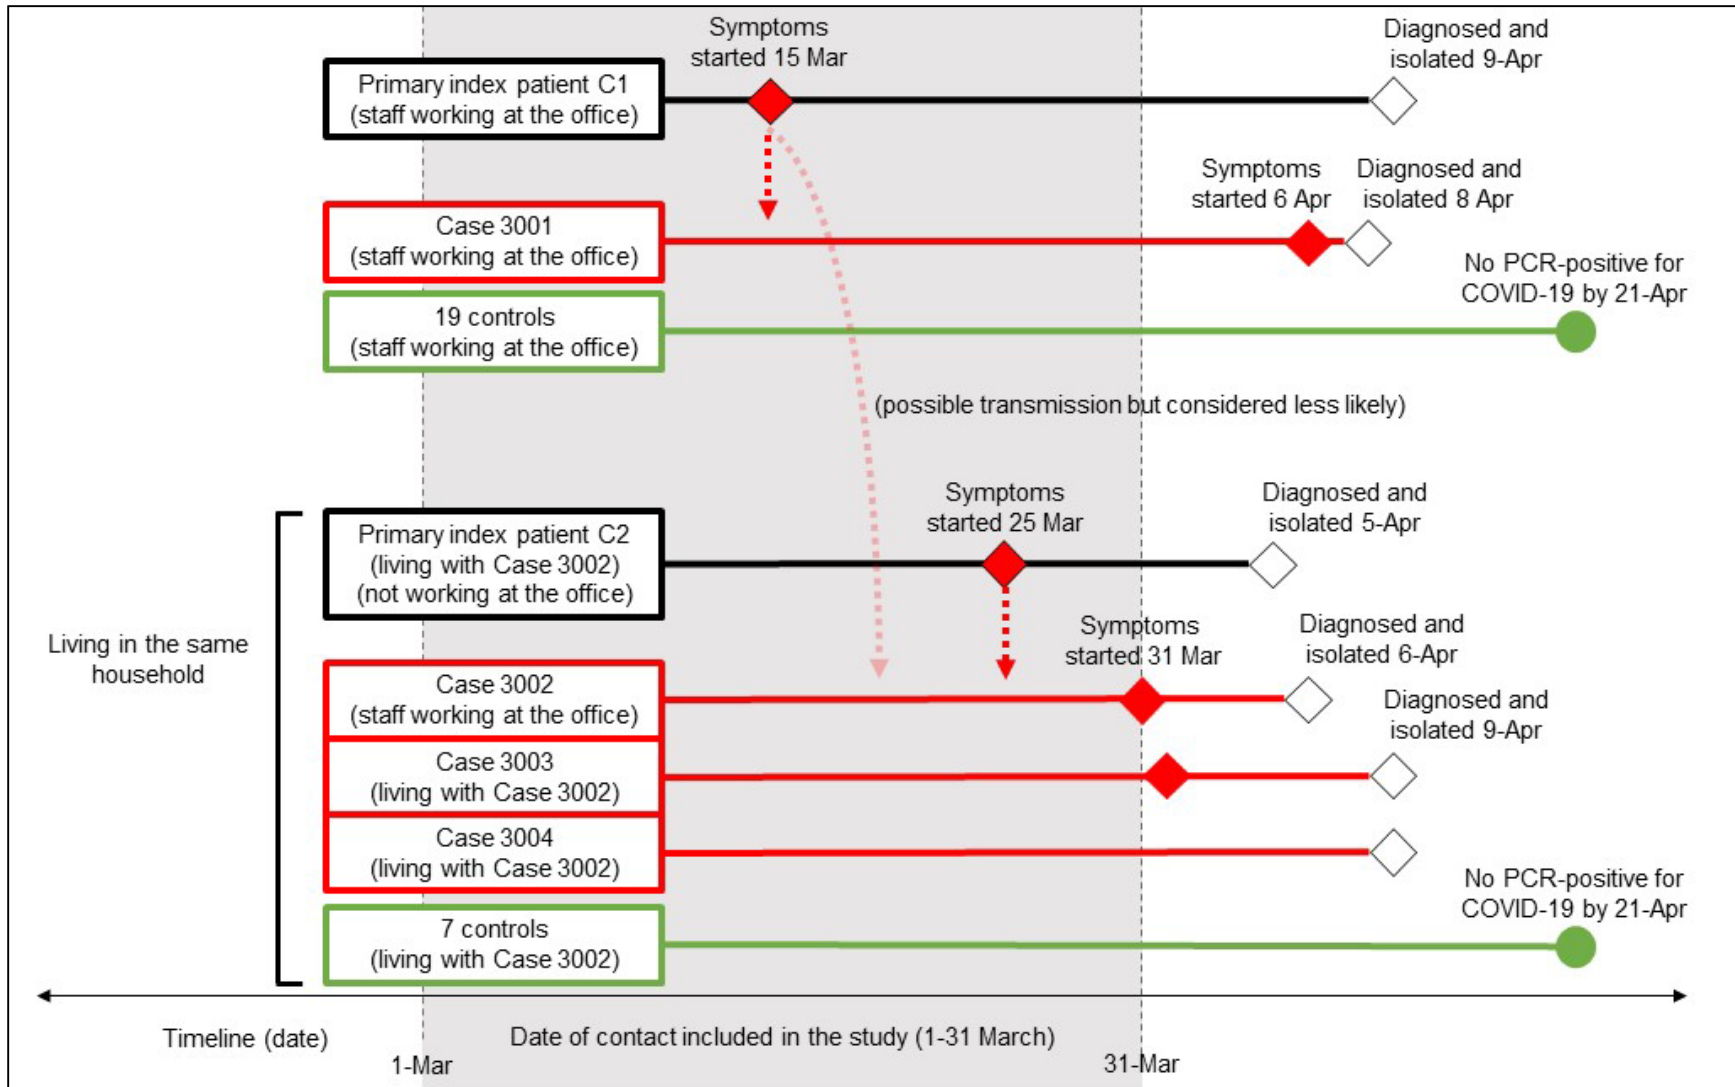 Symptoms
started 15 Mar
Diagnosed and
isolated 9-Apr
Primary index patient C1
(staff working at the office)
Symptoms
started 6 Apr
Diagnosed and
isolated 8 Apr
Case 3001
(staff working at the office)
No PCR-positive for
COVID-19 by 21-Apr
19 controls
(staff working at the office)
(possible transmission but considered less likely)
Symptoms
started 25 Mar
Diagnosed and
isolated 5-Apr
Primary index patient C2
(living with Case 3002)
(not working at the office)
Living in the same
household
Symptoms
started 31 Mar
Diagnosed and
isolated 6-Apr
Case 3002
(staff working at the office)
Diagnosed and
isolated 9-Apr
Case 3003
(living with Case 3002)
Case 3004
(living with Case 3002)
No PCR-positive for
COVID-19 by 21-Apr
7 controls
(living with Case 3002)
Timeline (date)
Date of contact included in the study (1-31 March)
1-Mar
31-Mar